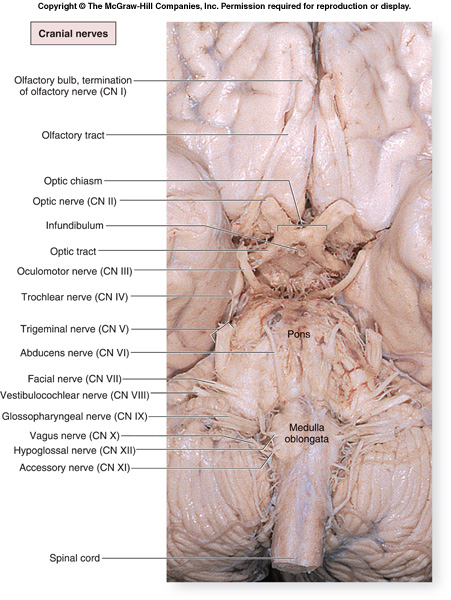 Copyright © The McGraw-Hill Companies, Inc. Permission required for reproduction or display.
Cranial nerves
Olfactory bulb, termination
of olfactory nerve (CN I)
Olfactory tract
Optic chiasm
Optic nerve (CN II)
Infundibulum
Optic tract
Oculomotor nerve (CN III)
Trochlear nerve (CN IV)
Trigeminal nerve (CN V)
Pons
Abducens nerve (CN VI)
Facial nerve (CN VII)
Vestibulocochlear nerve (CN VIII)
Glossopharyngeal nerve (CN IX)
Vagus nerve (CN X)
Medulla
oblongata
Hypoglossal nerve (CN XII)
Accessory nerve (CN XI)
Spinal cord